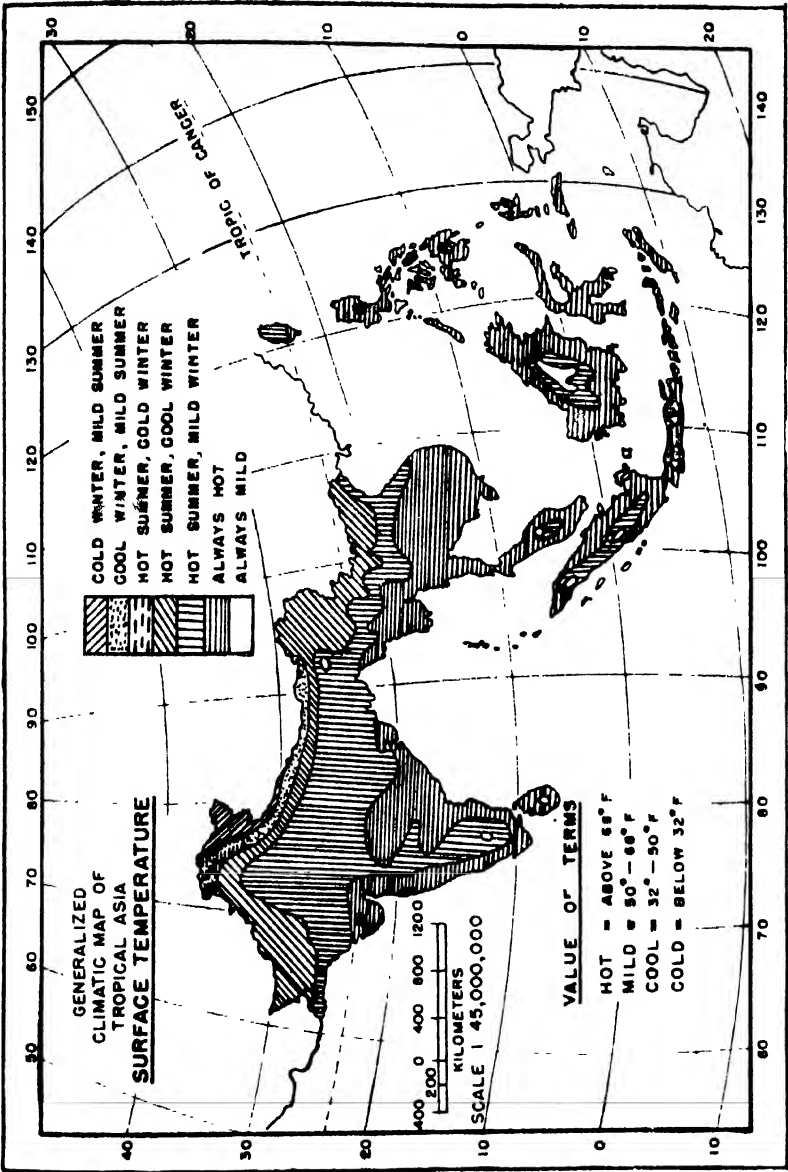 GENERALIZED
CLIMATIC MAP OF
TROPICAL ASIA
SURFACE TEMPERATURE
COLD WINTER, MILD SUMMER
COOL WINTER, MILD SUMMER
HOT SUMMER, COLD WINTER
HOT SUMMER, COOL WINTER
HOT SUMMER, MILD WINTER
ALWAYS HOT
ALWAYS MILD
TROPIC OF CANCER
50 60 70 80 90 100 110 120 130 140 150
30 20 10 0 10 20
40 30 20 10 0 10
60 70 80 90 100 110 120 130 140
400 200 0 400 800 1200
KILOMETERS
SCALE 1 45,000,000
VALUE OF TERMS
HOT = ABOVE 68° F
MILD = 50°-68° F
COOL = 32°-50°F
COLD = BELOW 32°F